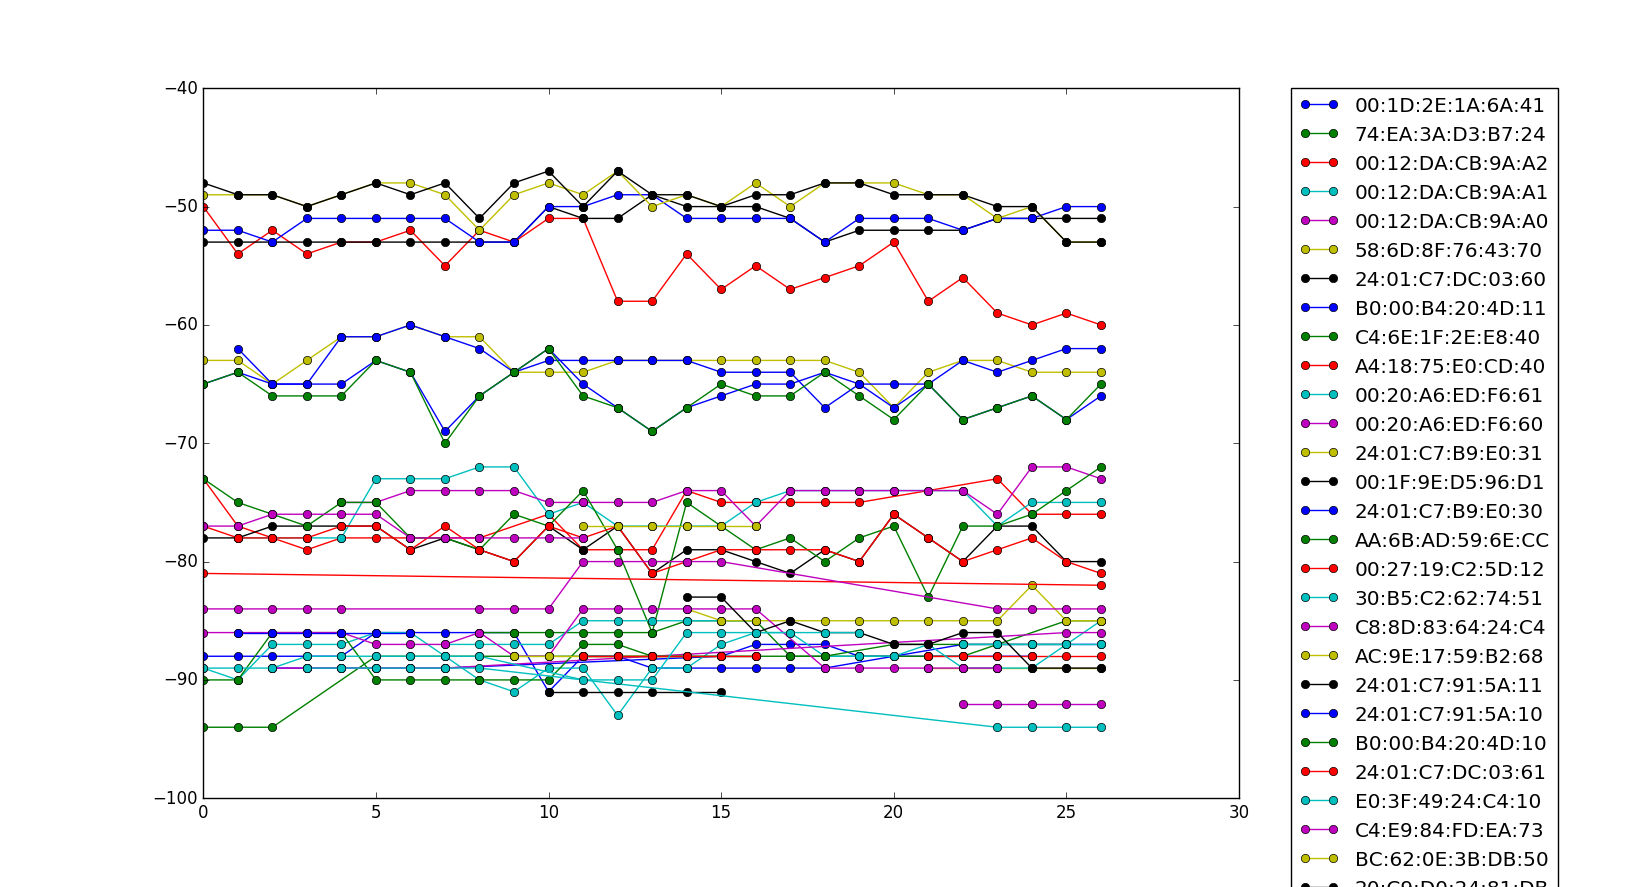 −40
−50
−60
−70
−80
−90
−100
0 5 10 15 20 25 30
00:1D:2E:1A:6A:41
74:EA:3A:D3:B7:24
00:12:DA:CB:9A:A2
00:12:DA:CB:9A:A1
00:12:DA:CB:9A:A0
58:6D:8F:76:43:70
24:01:C7:DC:03:60
B0:00:B4:20:4D:11
C4:6E:1F:2E:E8:40
A4:18:75:E0:CD:40
00:20:A6:ED:F6:61
00:20:A6:ED:F6:60
24:01:C7:B9:E0:31
00:1F:9E:D5:96:D1
24:01:C7:B9:E0:30
AA:6B:AD:59:6E:CC
00:27:19:C2:5D:12
30:B5:C2:62:74:51
C8:8D:83:64:24:C4
AC:9E:17:59:B2:68
24:01:C7:91:5A:11
24:01:C7:91:5A:10
B0:00:B4:20:4D:10
24:01:C7:DC:03:61
E0:3F:49:24:C4:10
C4:E9:84:FD:EA:73
BC:62:0E:3B:DB:50